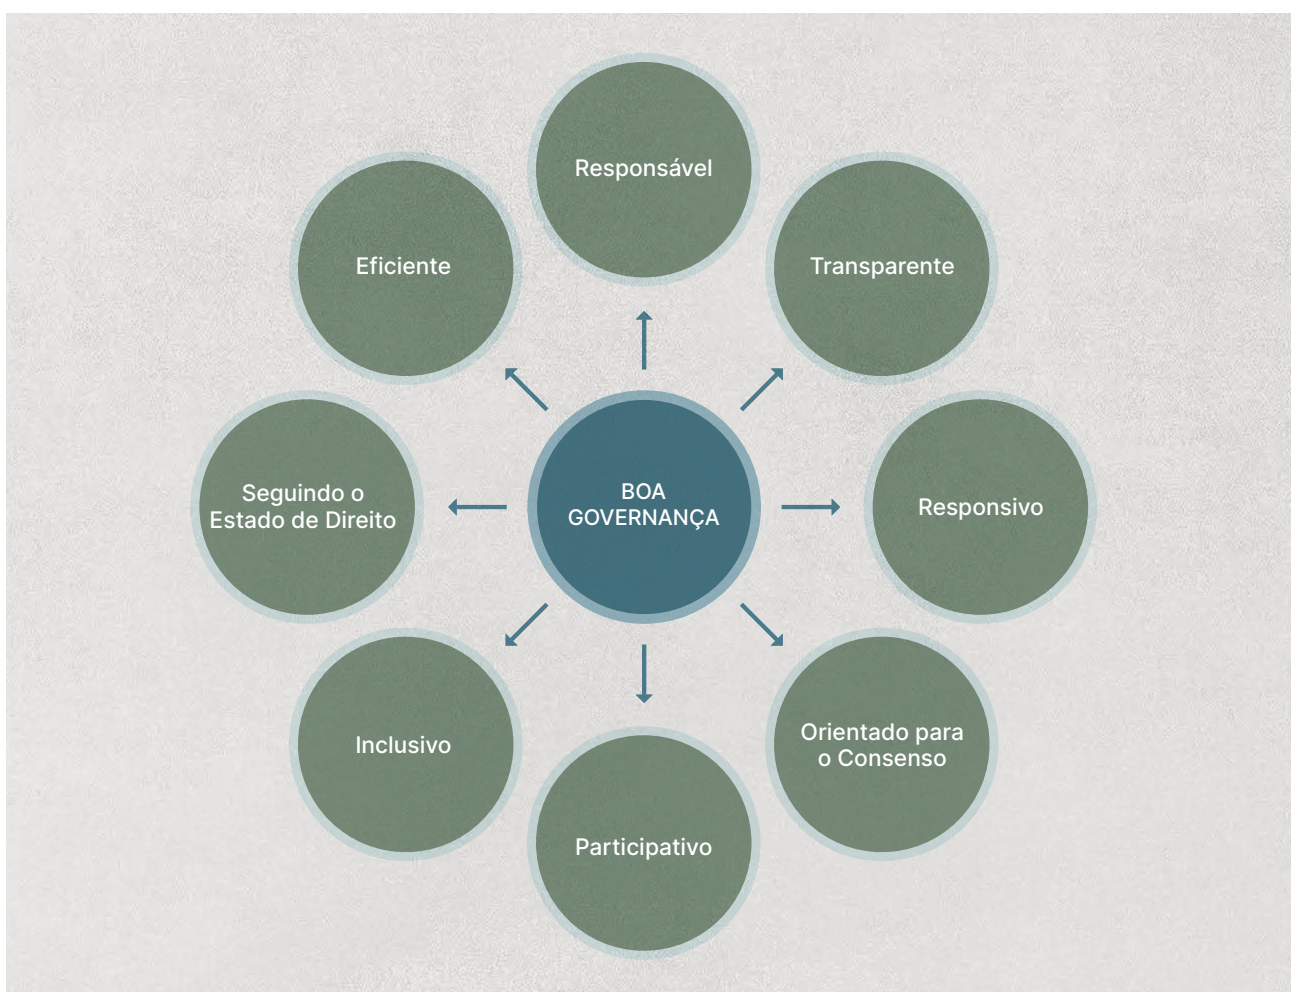 Responsável
Eficiente
Transparente
Seguindo o
Estado de Direito
BOA
GOVERNANÇA
Responsivo
Inclusivo
Orientado para
o Consenso
Participativo